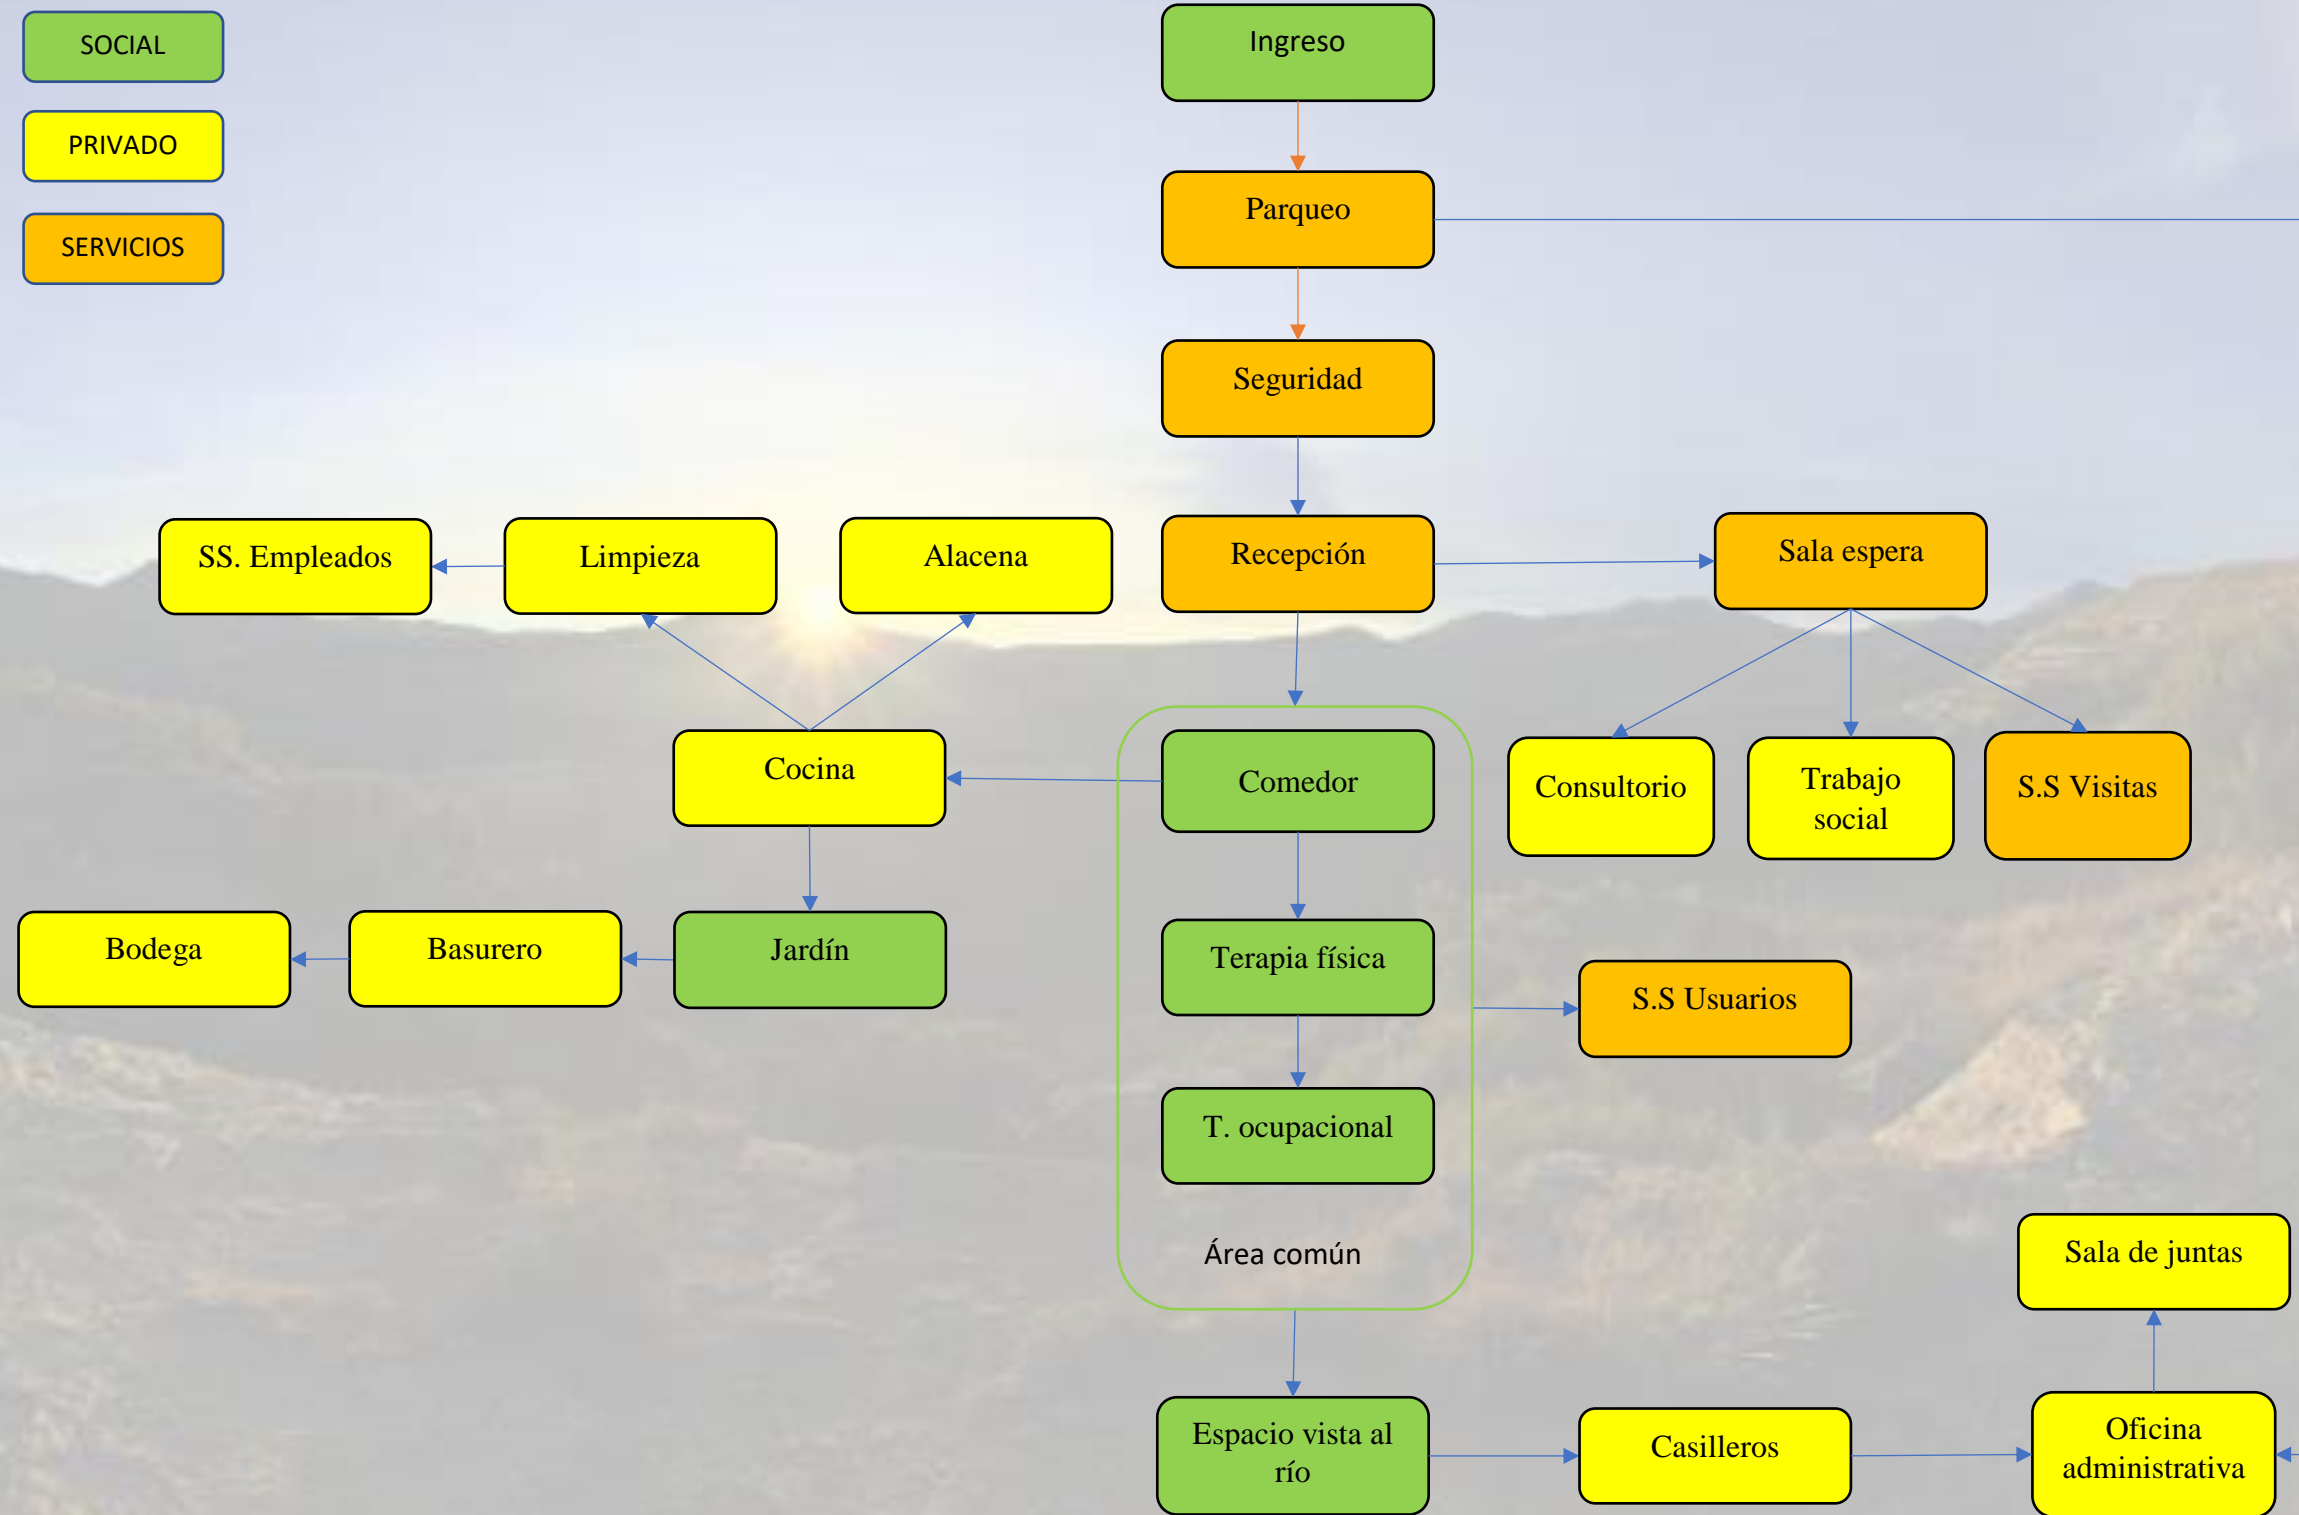 SOCIAL
Ingreso
PRIVADO
Parqueo
SERVICIOS
Seguridad
SS. Empleados
Limpieza
Alacena
Recepción
Sala espera
Cocina
Comedor
Consultorio
Trabajo
social
S.S Visitas
Bodega
Basurero
Jardín
Terapia física
S.S Usuarios
T. ocupacional
Área común
Sala de juntas
Espacio vista al
río
Casilleros
Oficina
administrativa